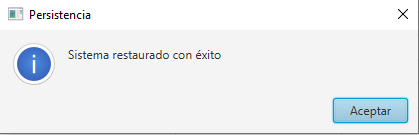 Persistencia
Sistema restaurado con éxito
Aceptar